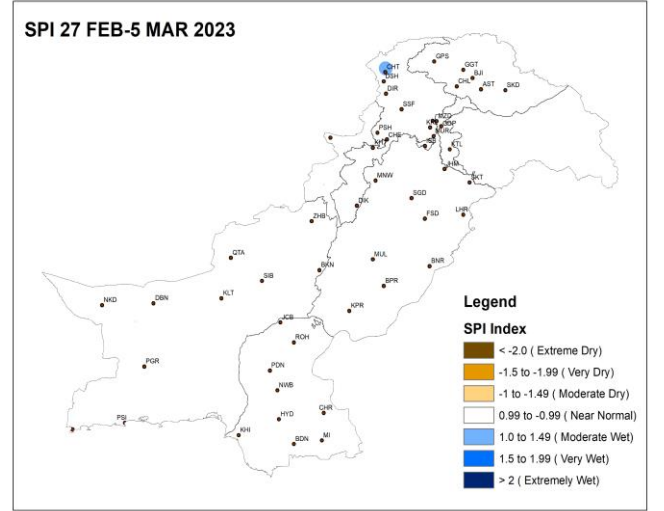 SPI 27 FEB-5 MAR 2023
CHT
DSH
DIR
GPS
GGT
BJI
CHL
AST
SKD
SSF
PSH
CHE
MZD
KTL
JHM
SKT
MNW
DIK
SGD
FSD
LHR
ZHB
QTA
SIB
BKN
MUL
BNR
BPR
KPR
NKD
DBN
KLT
JCB
ROH
PGR
PDN
NWB
PSI
HYD
CHR
KHI
BDN
MI
Legend
SPI Index
< -2.0 ( Extreme Dry)
-1.5 to -1.99 ( Very Dry)
-1 to -1.49 ( Moderate Dry)
0.99 to -0.99 ( Near Normal)
1.0 to 1.49 ( Moderate Wet)
1.5 to 1.99 ( Very Wet)
> 2 ( Extremely Wet)